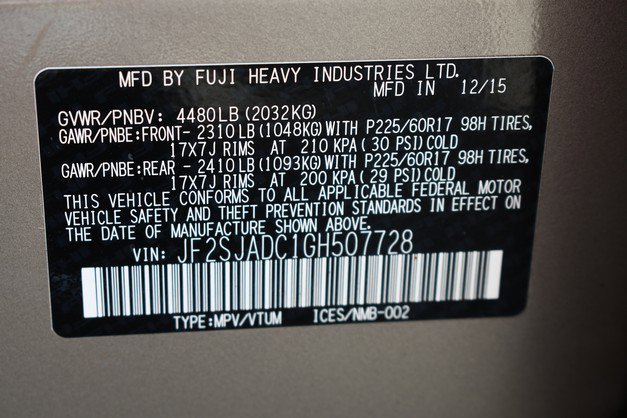 MFD BY FUJI HEAVY INDUSTRIES LTD.
MFD IN 12/15
GVWR/PNBV: 4480LB (2032KG)
GAWR/PNBE:FRONT- 2310LB (1048KG) WITH P225/60R17 98H TIRES,
17X7J RIMS AT 210 KPA ( 30 PSI) COLD
GAWR/PNBE:REAR - 2410LB (1093KG) WITH P225/60R17 98H TIRES,
17X7J RIMS AT 200 KPA ( 29 PSI) COLD
THIS VEHICLE CONFORMS TO ALL APPLICABLE FEDERAL MOTOR
VEHICLE SAFETY AND THEFT PREVENTION STANDARDS IN EFFECT ON
THE DATE OF MANUFACTURE SHOWN ABOVE.
VIN: JF2SJADC1GH507728
TYPE:MPV/VTUM ICES/NMB-002